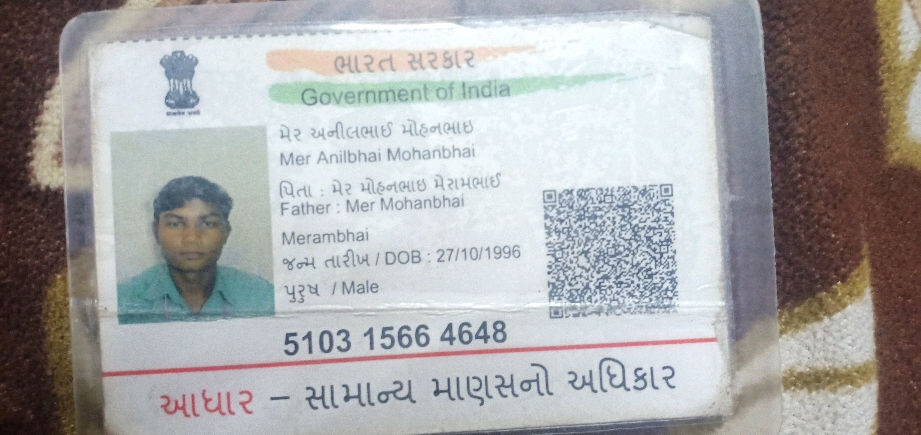 ભારત સરકાર
Government of India
મેર અનીલભાઈ મોહનભાઇ
Mer Anilbhai Mohanbhai
પિતા : મેર મોહનભાઇ મેરામભાઈ
Father : Mer Mohanbhai
Merambhai
જન્મ તારીખ / DOB : 27/10/1996
પુરુષ / Male
5103 1566 4648
આધાર – સામાન્ય માણસનો અધિકાર